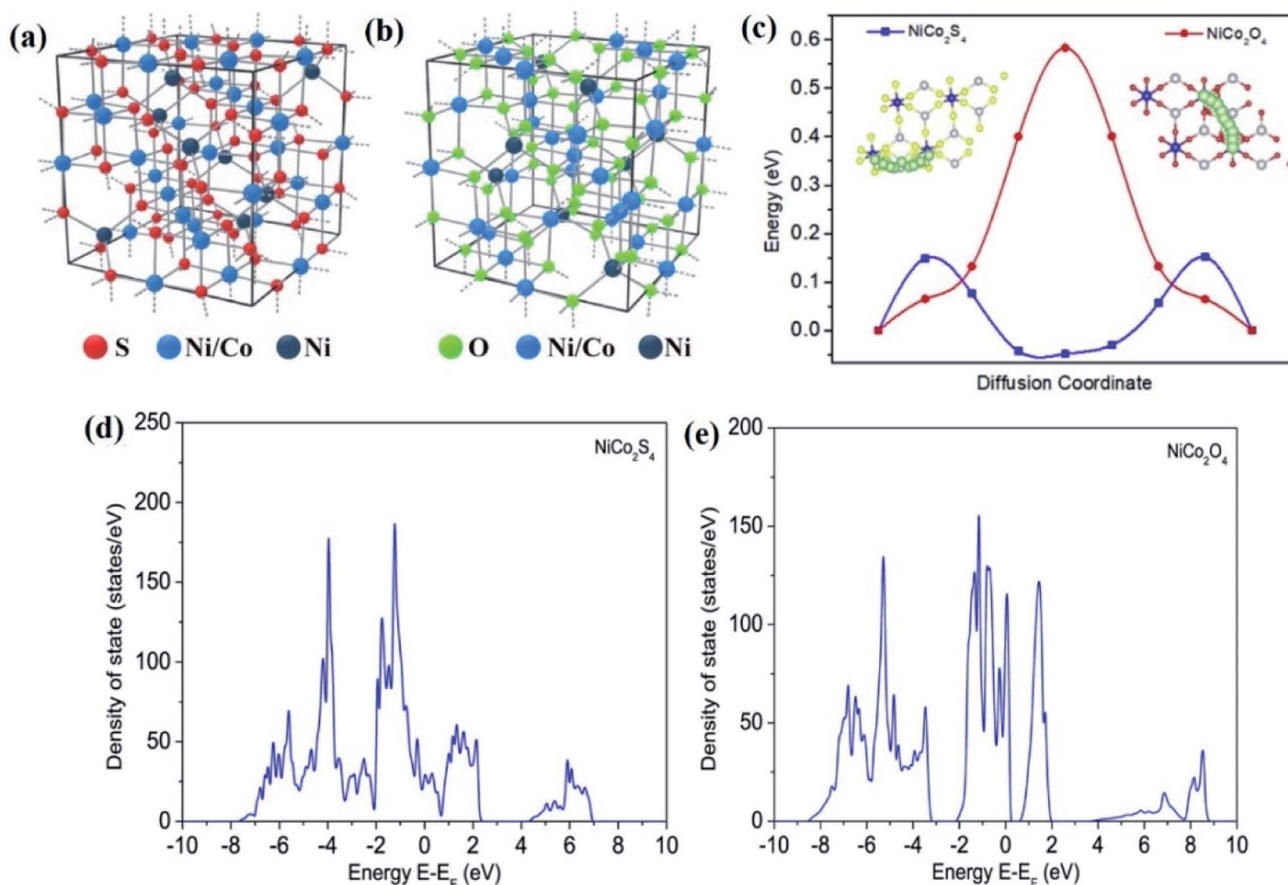 (a)
S Ni/Co Ni
(b)
O Ni/Co Ni
(c)
NiCo₂S₄ NiCo₂O₄
0.6
0.5
0.4
0.3
0.2
0.1
0.0
Energy (eV)
Diffusion Coordinate
(d)
NiCo₂S₄
250
200
150
100
50
0
Density of state (states/eV)
-10 -8 -6 -4 -2 0 2 4 6 8 10
Energy E-E_F (eV)
(e)
NiCo₂O₄
200
150
100
50
0
Density of state (states/eV)
-10 -8 -6 -4 -2 0 2 4 6 8 10
Energy E-E_F (eV)